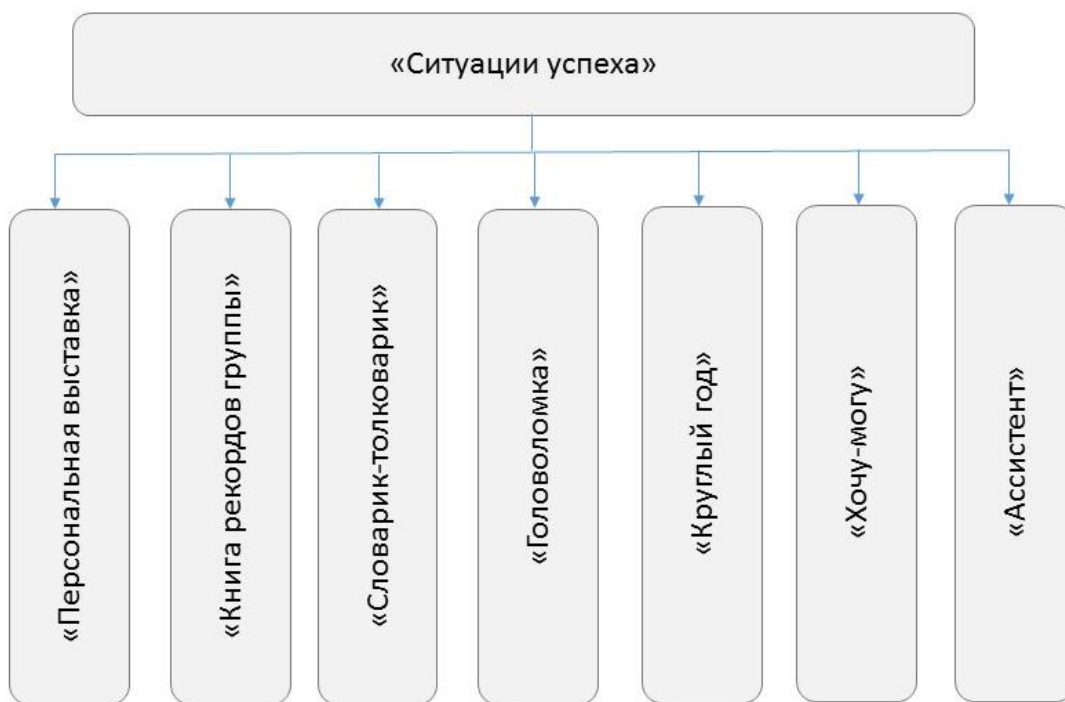 «Ситуации успеха»
«Персональная выставка»
«Книга рекордов группы»
«Словарик-толковарик»
«Головоломка»
«Круглый год»
«Хочу-могу»
«Ассистент»